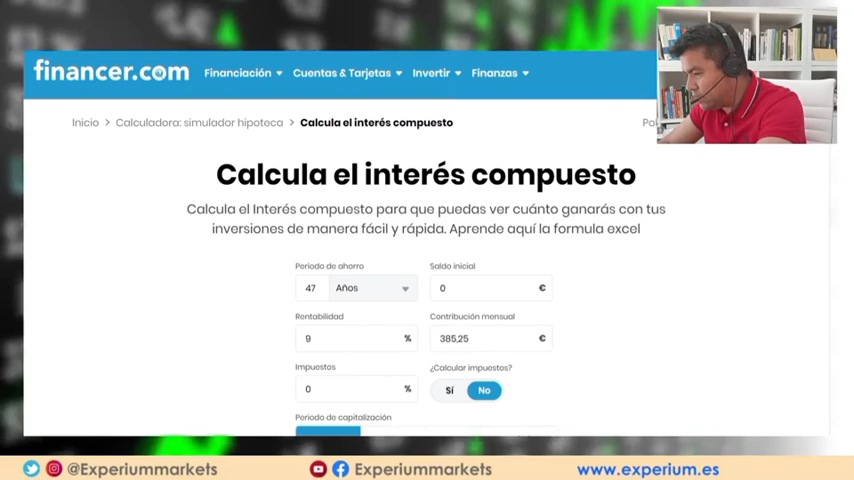 financer.com
Financiación
Cuentas & Tarjetas
Invertir
Finanzas
Inicio > Calculadora: simulador hipoteca > Calcula el interés compuesto
Calcula el interés compuesto
Calcula el Interés compuesto para que puedas ver cuánto ganarás con tus
inversiones de manera fácil y rápida. Aprende aquí la formula excel
Periodo de ahorro
Saldo inicial
47 Años
0 €
Rentabilidad
Contribución mensual
9 %
385,25 €
Impuestos
¿Calcular impuestos?
0 %
Sí No
Periodo de capitalización
@Experiummarkets
Experiummarkets
www.experium.es